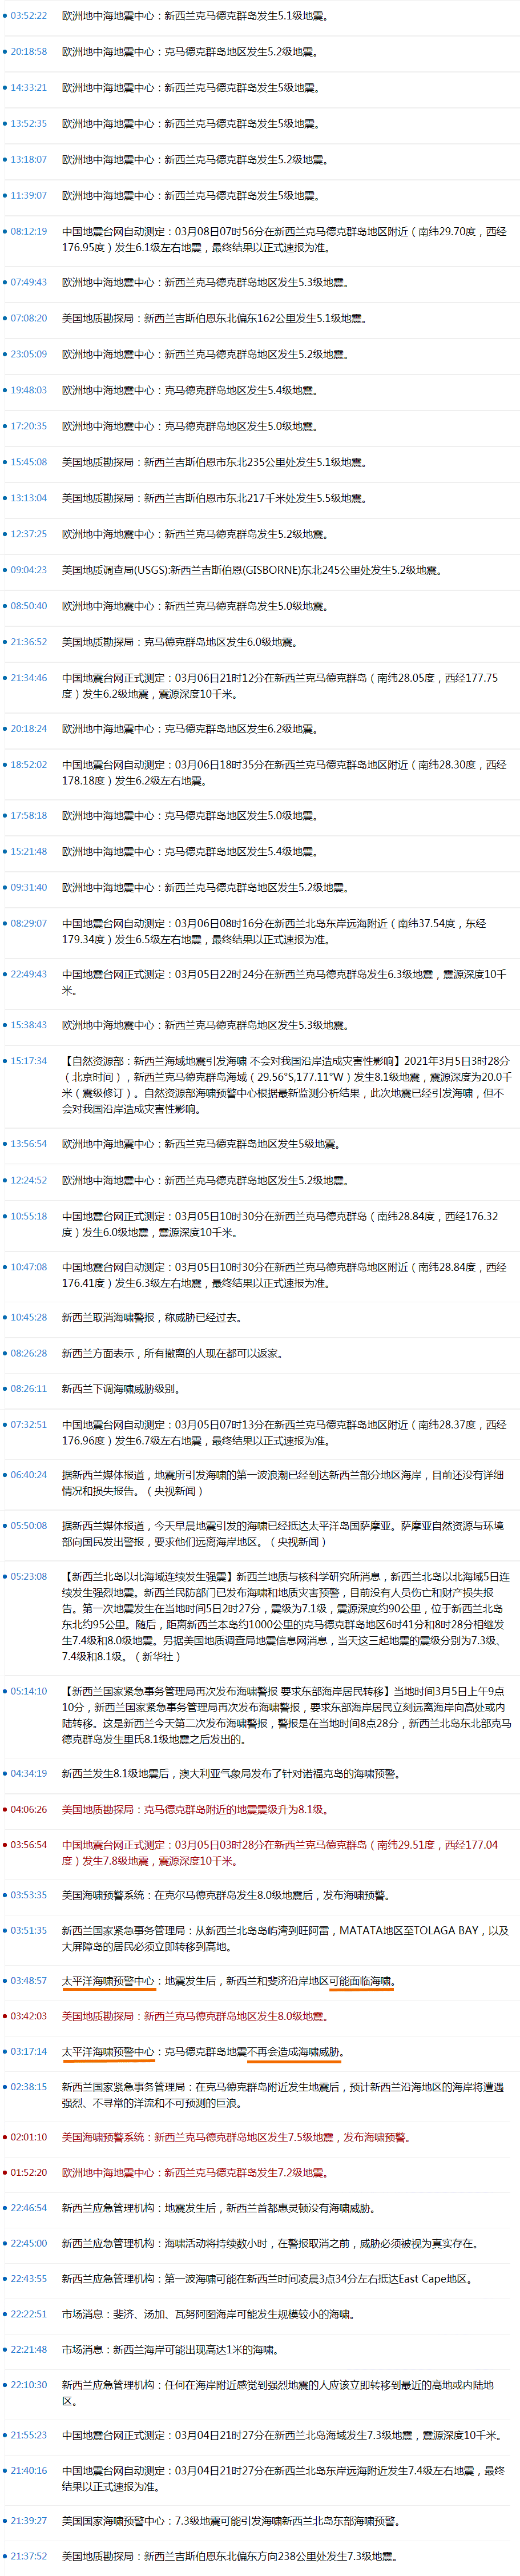 03:52:22 欧洲地中海地震中心：新西兰克马德克群岛发生5.1级地震。
20:18:58 欧洲地中海地震中心：克马德克群岛地区发生5.2级地震。
14:33:21 欧洲地中海地震中心：新西兰克马德克群岛发生5级地震。
13:52:35 欧洲地中海地震中心：新西兰克马德克群岛发生5级地震。
13:18:07 欧洲地中海地震中心：新西兰克马德克群岛发生5.2级地震。
11:39:07 欧洲地中海地震中心：新西兰克马德克群岛发生5级地震。
08:12:19 中国地震台网自动测定：03月08日07时56分在新西兰克马德克群岛地区附近（南纬29.70度，西经
176.95度）发生6.1级左右地震，最终结果以正式速报为准。
07:49:43 欧洲地中海地震中心：新西兰克马德克群岛地区发生5.3级地震。
07:08:20 美国地质勘探局：新西兰吉斯伯恩东北偏东162公里发生5.1级地震。
23:05:09 欧洲地中海地震中心：新西兰克马德克群岛地区发生5.2级地震。
19:48:03 欧洲地中海地震中心：克马德克群岛地区发生5.4级地震。
17:20:35 欧洲地中海地震中心：克马德克群岛地区发生5.0级地震。
15:45:08 美国地质勘探局：新西兰吉斯伯恩市东北235公里处发生5.1级地震。
13:13:04 美国地质勘探局：新西兰吉斯伯恩市东北217千米处发生5.5级地震。
12:37:25 欧洲地中海地震中心：新西兰克马德克群岛发生5.2级地震。
09:04:23 美国地质调查局(USGS):新西兰吉斯伯恩(GISBORNE)东北245公里处发生5.2级地震。
08:50:40 欧洲地中海地震中心：新西兰克马德克群岛发生5.0级地震。
21:36:52 美国地质勘探局：克马德克群岛地区发生6.0级地震。
21:34:46 中国地震台网正式测定：03月06日21时12分在新西兰克马德克群岛（南纬28.05度，西经177.75
度）发生6.2级地震，震源深度10千米。
20:18:24 欧洲地中海地震中心：克马德克群岛地区发生6.2级地震。
18:52:02 中国地震台网自动测定：03月06日18时35分在新西兰克马德克群岛地区附近（南纬28.30度，西经
178.18度）发生6.2级左右地震。
17:58:18 欧洲地中海地震中心：克马德克群岛地区发生5.0级地震。
15:21:48 欧洲地中海地震中心：克马德克群岛地区发生5.4级地震。
09:31:40 欧洲地中海地震中心：新西兰克马德克群岛地区发生5.2级地震。
08:29:07 中国地震台网自动测定：03月06日08时16分在新西兰北岛东岸远海附近（南纬37.54度，东经
179.34度）发生6.5级左右地震，最终结果以正式速报为准。
22:49:43 中国地震台网正式测定：03月05日22时24分在新西兰克马德克群岛发生6.3级地震，震源深度10千
米。
15:38:43 欧洲地中海地震中心：新西兰克马德克群岛地区发生5.3级地震。
15:17:34 【自然资源部：新西兰海域地震引发海啸 不会对我国沿岸造成灾害性影响】2021年3月5日3时28分
（北京时间），新西兰克马德克群岛海域（29.56°S,177.11°W）发生8.1级地震，震源深度为20.0千
米（震级修订）。自然资源部海啸预警中心根据最新监测分析结果，此次地震已经引发海啸，但不
会对我国沿岸造成灾害性影响。
13:56:54 欧洲地中海地震中心：新西兰克马德克群岛地区发生5级地震。
12:24:52 欧洲地中海地震中心：新西兰克马德克群岛地区发生5.2级地震。
10:55:18 中国地震台网正式测定：03月05日10时30分在新西兰克马德克群岛（南纬28.84度，西经176.32
度）发生6.0级地震，震源深度10千米。
10:47:08 中国地震台网自动测定：03月05日10时30分在新西兰克马德克群岛地区附近（南纬28.84度，西经
176.41度）发生6.3级左右地震，最终结果以正式速报为准。
10:45:28 新西兰取消海啸警报，称威胁已经过去。
08:26:28 新西兰方面表示，所有撤离的人现在都可以返家。
08:26:11 新西兰下调海啸威胁级别。
07:32:51 中国地震台网自动测定：03月05日07时13分在新西兰克马德克群岛地区附近（南纬28.37度，西经
176.96度）发生6.7级左右地震，最终结果以正式速报为准。
06:40:24 据新西兰媒体报道，地震所引发海啸的第一波浪潮已经到达新西兰部分地区海岸，目前还没有详细
情况和损失报告。（央视新闻）
05:50:08 据新西兰媒体报道，今天早晨地震引发的海啸已经抵达太平洋岛国萨摩亚。萨摩亚自然资源与环境
部向国民发出警报，要求他们远离海岸地区。（央视新闻）
05:23:08 【新西兰北岛以北海域连续发生强震】新西兰地质与核科学研究所消息，新西兰北岛以北海域5日连
续发生强烈地震。新西兰民防部门已发布海啸和地质灾害预警，目前没有人员伤亡和财产损失报
告。第一次地震发生在当地时间5日2时27分，震级为7.1级，震源深度约90公里，位于新西兰北岛
东北约95公里。随后，距离新西兰本岛约1000公里的克马德克群岛地区6时41分和8时28分相继发
生7.4级和8.0级地震。另据美国地质调查局地震信息网消息，当天这三起地震的震级分别为7.3级、
7.4级和8.1级。（新华社）
05:14:10 【新西兰国家紧急事务管理局再次发布海啸警报 要求东部海岸居民转移】当地时间3月5日上午9点
10分，新西兰国家紧急事务管理局再次发布海啸警报，要求东部海岸居民立刻远离海岸向高处或内
陆转移。这是新西兰今天第二次发布海啸警报，警报是在当地时间8点28分，新西兰北岛东北部克马
德克群岛发生里氏8.1级地震之后发出的。
04:34:19 新西兰发生8.1级地震后，澳大利亚气象局发布了针对诺福克岛的海啸预警。
04:06:26 美国地质勘探局：克马德克群岛附近的地震震级升为8.1级。
03:56:54 中国地震台网正式测定：03月05日03时28分在新西兰克马德克群岛（南纬29.51度，西经177.04
度）发生7.8级地震，震源深度10千米。
03:53:35 美国海啸预警系统：在克尔马德克群岛发生8.0级地震后，发布海啸预警。
03:51:35 新西兰国家紧急事务管理局：从新西兰北岛岛屿湾到旺阿雷，MATATA地区至TOLAGA BAY，以及
大屏障岛的居民必须立即转移到高地。
03:48:57 太平洋海啸预警中心：地震发生后，新西兰和斐济沿岸地区可能面临海啸。
03:42:03 美国地质勘探局：新西兰克马德克群岛地区发生8.0级地震。
03:17:14 太平洋海啸预警中心：克马德克群岛地震不再会造成海啸威胁。
02:38:15 新西兰国家紧急事务管理局：在克马德克群岛附近发生地震后，预计新西兰沿海地区的海岸将遭遇
强烈、不寻常的洋流和不可预测的巨浪。
02:01:10 美国海啸预警系统：新西兰克马德克群岛地区发生7.5级地震，发布海啸预警。
01:52:20 欧洲地中海地震中心：新西兰克马德克群岛发生7.2级地震。
22:46:54 新西兰应急管理机构：地震发生后，新西兰首都惠灵顿没有海啸威胁。
22:45:00 新西兰应急管理机构：海啸活动将持续数小时，在警报取消之前，威胁必须被视为真实存在。
22:43:55 新西兰应急管理机构：第一波海啸可能在新西兰时间凌晨3点34分左右抵达East Cape地区。
22:22:51 市场消息：斐济、汤加、瓦努阿图海岸可能发生规模较小的海啸。
22:21:48 市场消息：新西兰海岸可能出现高达1米的海啸。
22:10:30 新西兰应急管理机构：任何在海岸附近感觉到强烈地震的人应该立即转移到最近的高地或内陆地
区。
21:55:23 中国地震台网正式测定：03月04日21时27分在新西兰北岛海域发生7.3级地震，震源深度10千米。
21:40:16 中国地震台网自动测定：03月04日21时27分在新西兰北岛东岸远海附近发生7.4级左右地震，最终
结果以正式速报为准。
21:39:27 美国国家海啸预警中心：7.3级地震可能引发海啸新西兰北岛东部海啸预警。
21:37:52 美国地质勘探局：新西兰吉斯伯恩东北偏东方向238公里处发生7.3级地震。